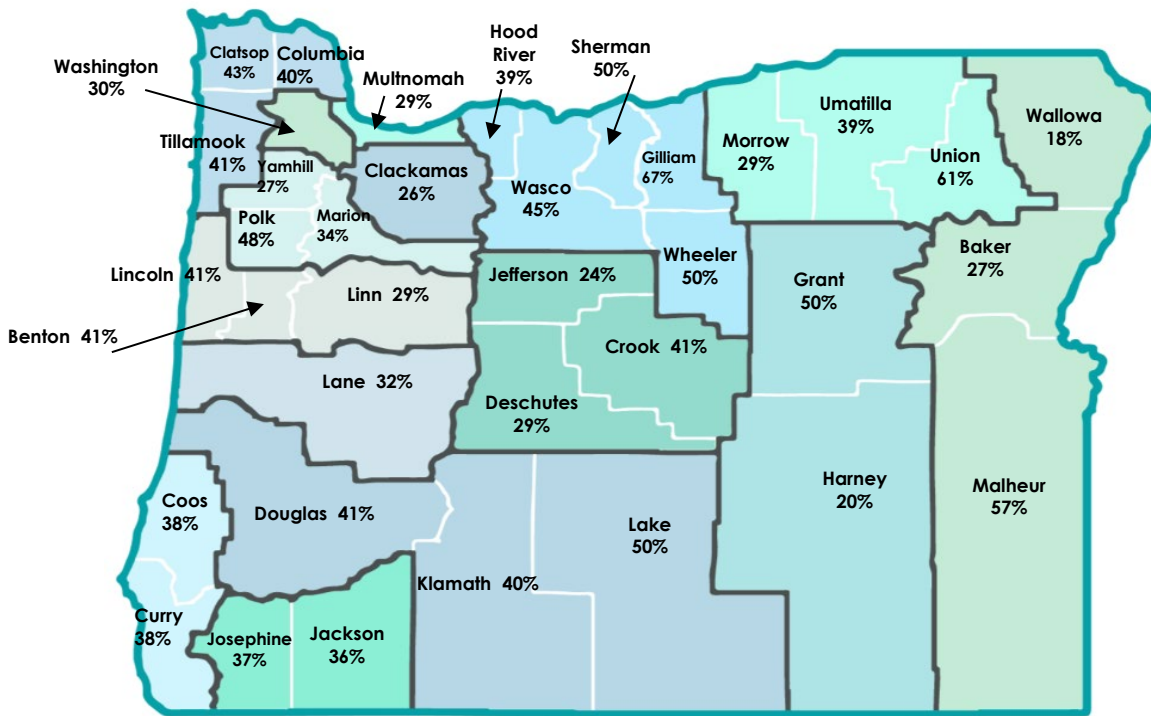 Clatsop
43%
Columbia
40%
Washington
30%
Multnomah
29%
Hood
River
39%
Sherman
50%
Tillamook
41%
Yamhill
27%
Clackamas
26%
Wasco
45%
Gilliam
67%
Morrow
29%
Umatilla
39%
Union
61%
Wallowa
18%
Polk
48%
Marion
34%
Wheeler
50%
Baker
27%
Lincoln 41%
Linn 29%
Jefferson 24%
Grant
50%
Benton 41%
Crook 41%
Lane 32%
Deschutes
29%
Coos
38%
Douglas 41%
Lake
50%
Harney
20%
Malheur
57%
Klamath 40%
Curry
38%
Josephine
37%
Jackson
36%